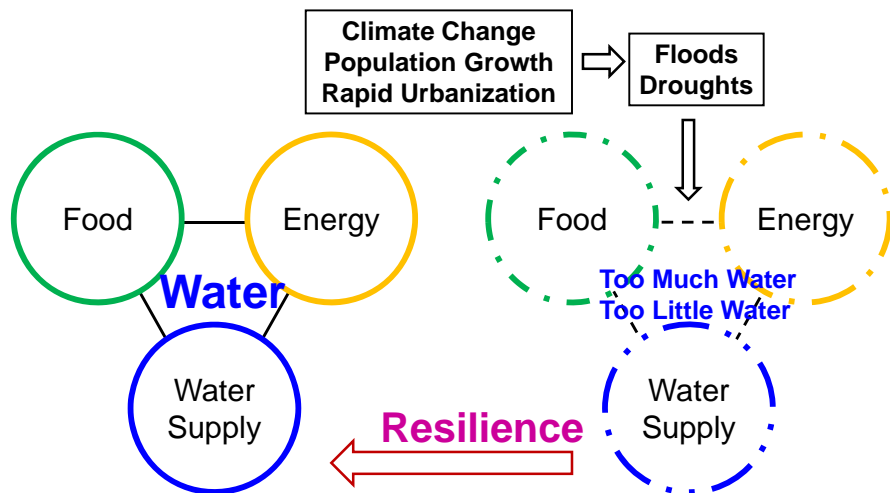 Climate Change
Population Growth
Rapid Urbanization
Floods
Droughts
Food
Energy
Water
Water
Supply
Food
Energy
Too Much Water
Too Little Water
Water
Supply
Resilience